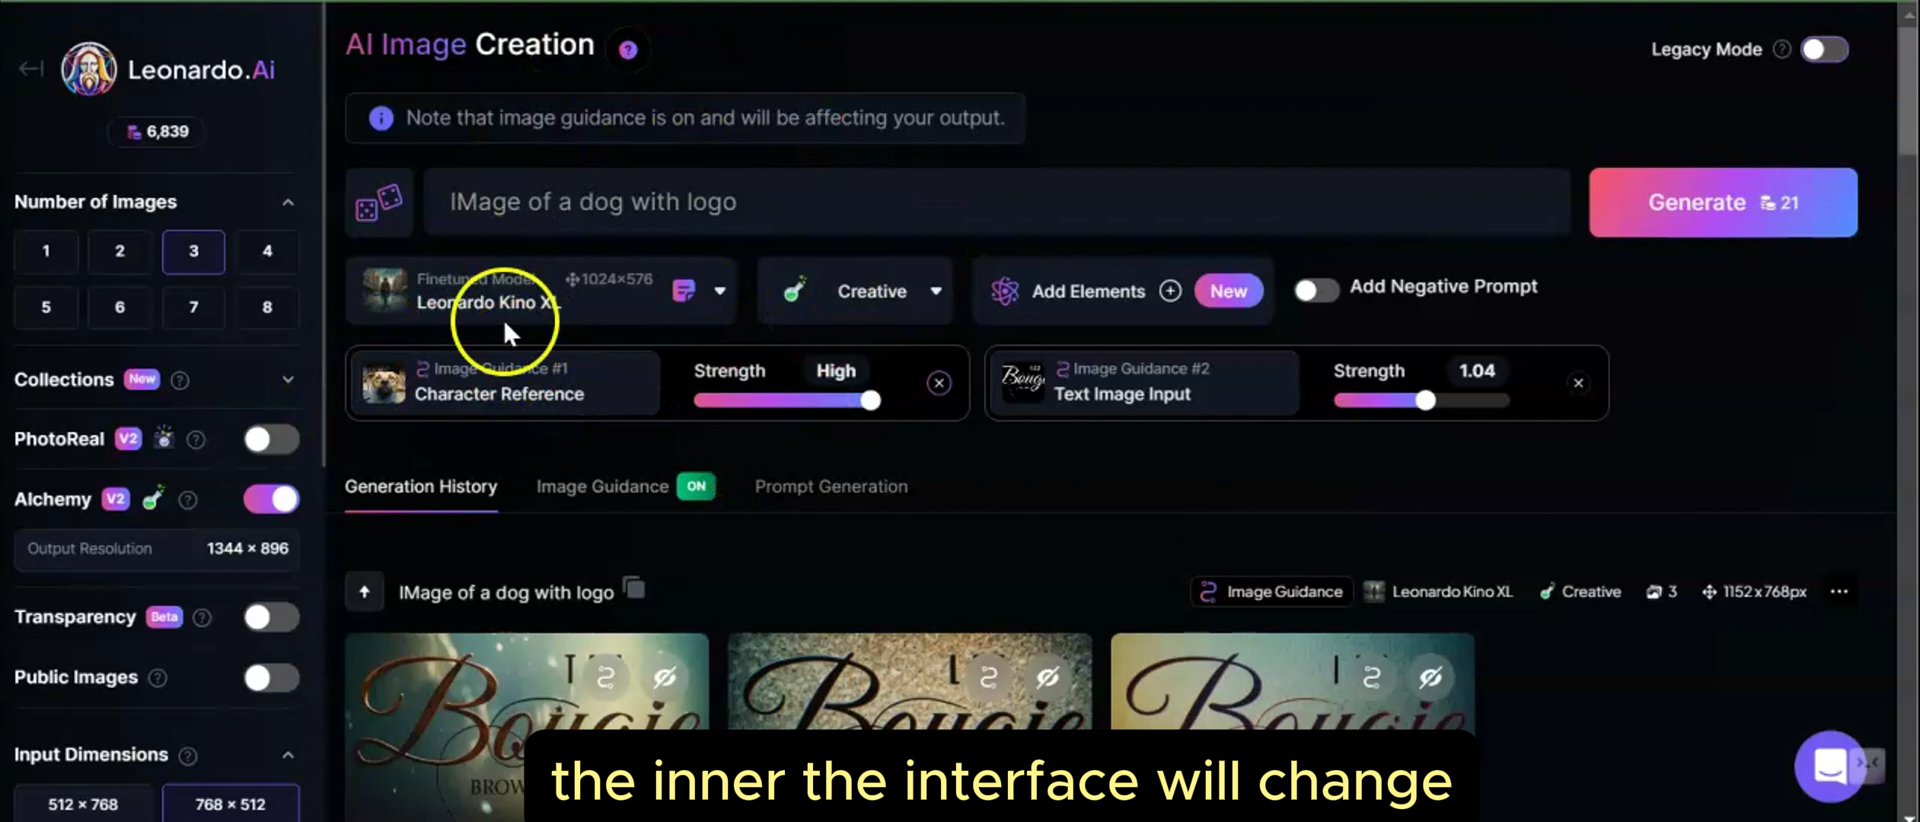 AI Image Creation
Legacy Mode
Leonardo.Ai
6,839
Note that image guidance is on and will be affecting your output.
IMage of a dog with logo
Generate 21
Number of Images
1 2 3 4
5 6 7 8
Finetuned Model 1024×576
Leonardo Kino XL
Creative
Add Elements New
Add Negative Prompt
Image Guidance #1
Character Reference
Strength High
Image Guidance #2
Text Image Input
Strength 1.04
Collections New
PhotoReal V2
Alchemy V2
Output Resolution 1344 × 896
Transparency Beta
Public Images
Input Dimensions
512 × 768 768 × 512
Generation History Image Guidance ON Prompt Generation
IMage of a dog with logo
Image Guidance Leonardo Kino XL Creative 3 1152x768px
Bougie
Bougie
Bougie
the inner the interface will change